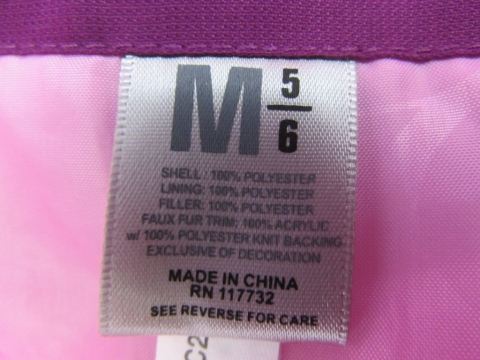 M 5/6
SHELL: 100% POLYESTER
LINING: 100% POLYESTER
FILLER: 100% POLYESTER
FAUX FUR TRIM: 100% ACRYLIC
w/ 100% POLYESTER KNIT BACKING
EXCLUSIVE OF DECORATION
MADE IN CHINA
RN 117732
SEE REVERSE FOR CARE
C2